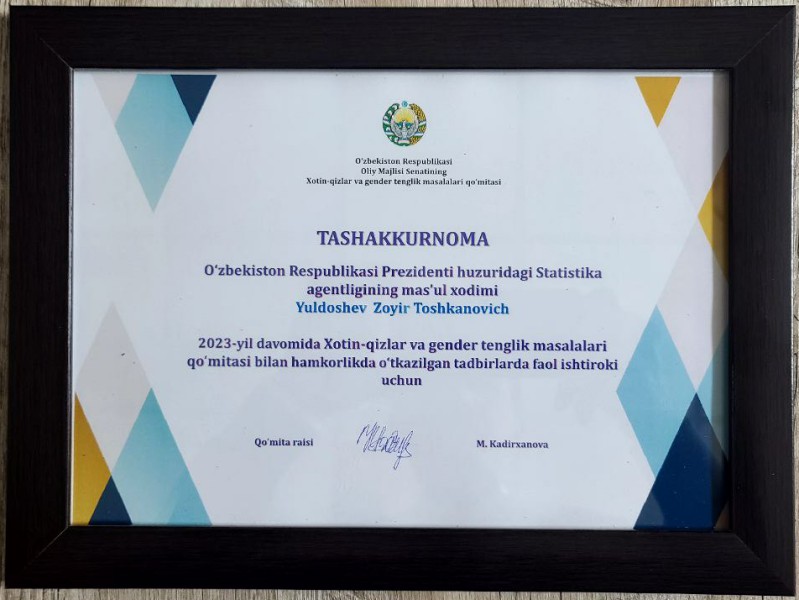 O'zbekiston Respublikasi
Oliy Majlisi Senatining
Xotin-qizlar va gender tenglik masalalari qo'mitasi
TASHAKKURNOMA
O‘zbekiston Respublikasi Prezidenti huzuridagi Statistika
agentligining mas’ul xodimi
Yuldoshev Zoyir Toshkanovich
2023-yil davomida Xotin-qizlar va gender tenglik masalalari
qo‘mitasi bilan hamkorlikda o‘tkazilgan tadbirlarda faol ishtiroki
uchun
Qo'mita raisi
M. Kadirxanova